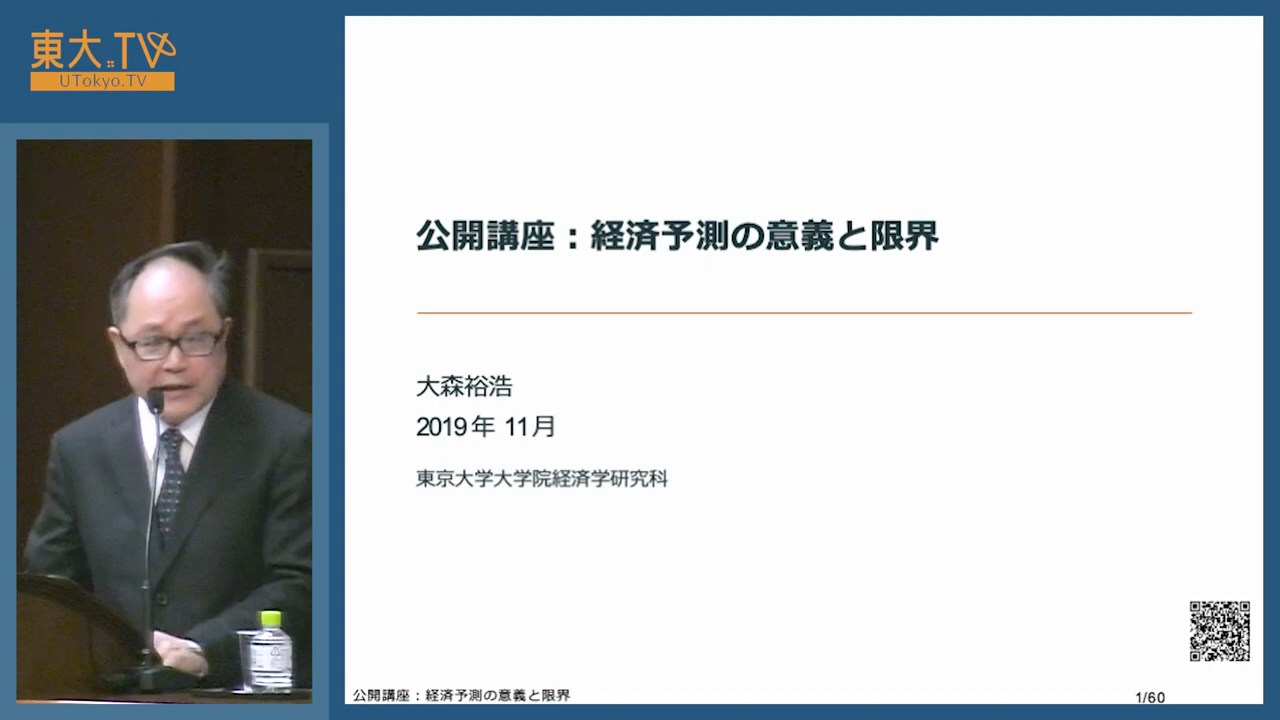 東大.TV
UTokyo.TV
公開講座：経済予測の意義と限界
大森裕浩
2019年 11月
東京大学大学院経済学研究科
公開講座：経済予測の意義と限界
1/60